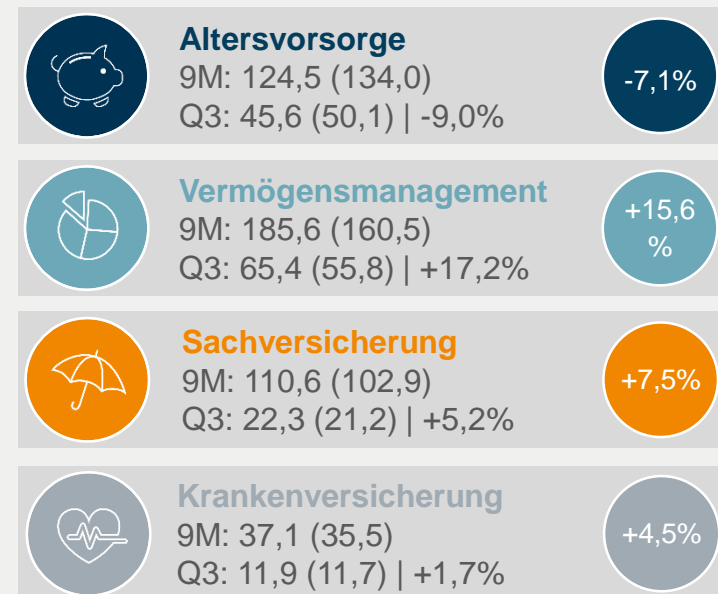 Altersvorsorge
9M: 124,5 (134,0)
Q3: 45,6 (50,1) | -9,0%
-7,1%
Vermögensmanagement
9M: 185,6 (160,5)
Q3: 65,4 (55,8) | +17,2%
+15,6
%
Sachversicherung
9M: 110,6 (102,9)
Q3: 22,3 (21,2) | +5,2%
+7,5%
Krankenversicherung
9M: 37,1 (35,5)
Q3: 11,9 (11,7) | +1,7%
+4,5%